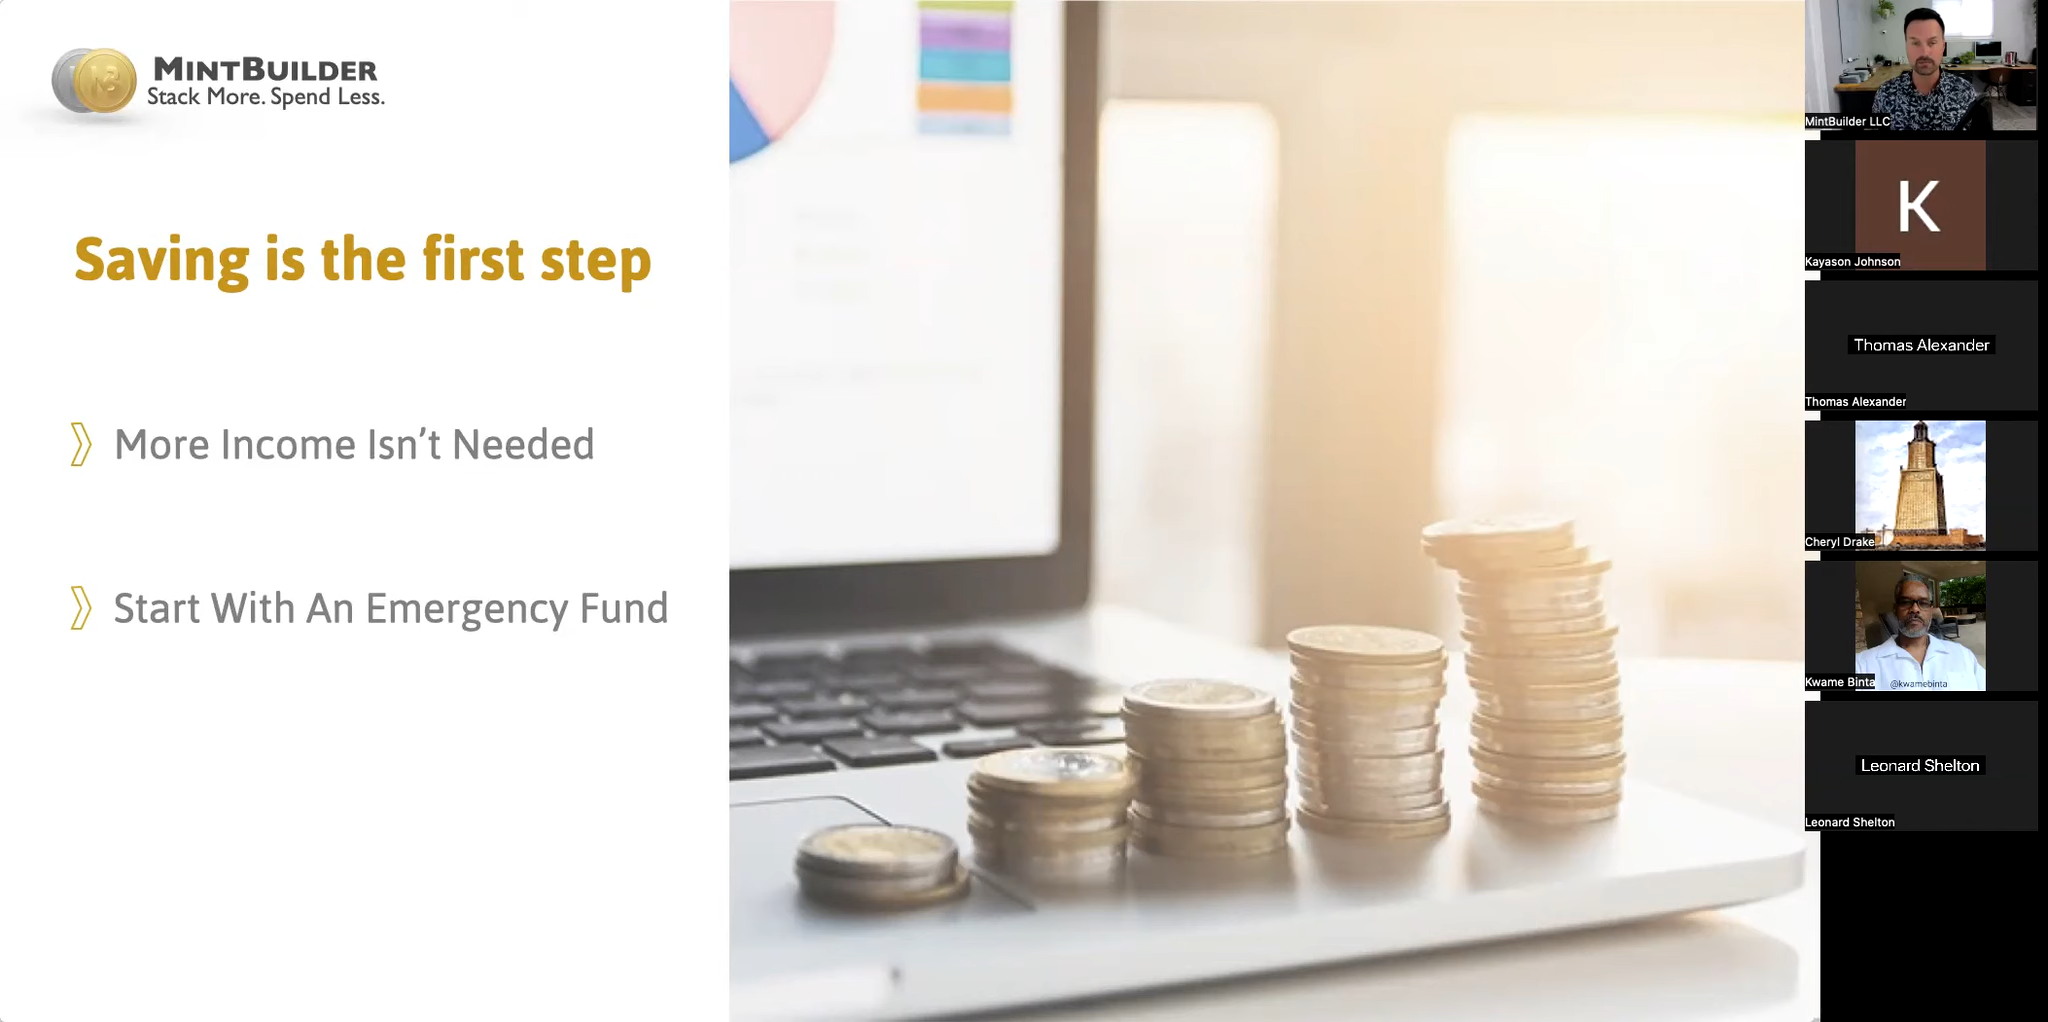 MINTBUILDER
Stack More. Spend Less.
Saving is the first step
》 More Income Isn't Needed
》 Start With An Emergency Fund
MintBuilder LLC
K
Kayason Johnson
Thomas Alexander
Thomas Alexander
Cheryl Drake
@kwamebinta
Kwame Binta
Leonard Shelton
Leonard Shelton